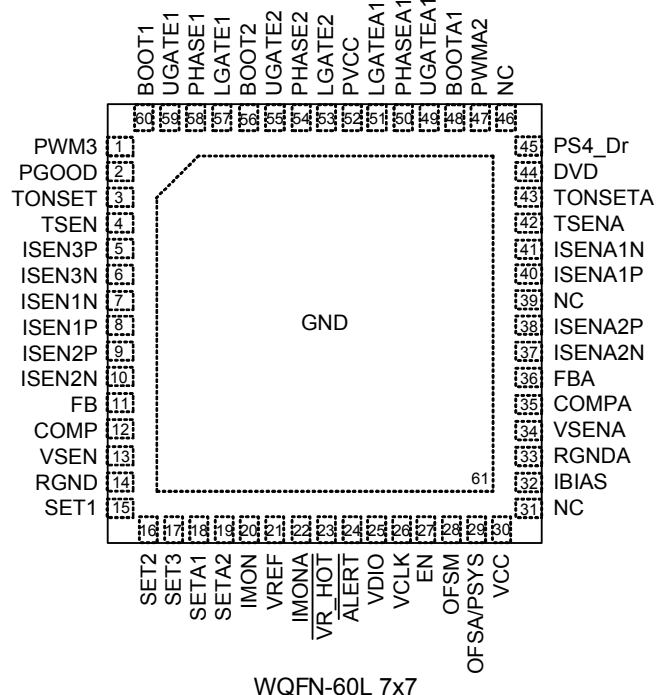 BOOT1
UGATE1
PHASE1
LGATE1
BOOT2
UGATE2
PHASE2
LGATE2
PVCC
LGATEA1
PHASEA1
UGATEA1
BOOTA1
PWMA2
NC
60 59 58 57 56 55 54 53 52 51 50 49 48 47 46
PWM3 1
PGOOD 2
TONSET 3
TSEN 4
ISEN3P 5
ISEN3N 6
ISEN1N 7
ISEN1P 8
ISEN2P 9
ISEN2N 10
FB 11
COMP 12
VSEN 13
RGND 14
SET1 15
GND
61
45 PS4_Dr
44 DVD
43 TONSETA
42 TSENA
41 ISENA1N
40 ISENA1P
39 NC
38 ISENA2P
37 ISENA2N
36 FBA
35 COMPA
34 VSENA
33 RGNDA
32 IBIAS
31 NC
16 17 18 19 20 21 22 23 24 25 26 27 28 29 30
SET2
SET3
SETA1
SETA2
IMON
VREF
IMONA
VR_HOT
ALERT
VDIO
VCLK
EN
OFSM
OFSA/PSYS
VCC
WQFN-60L 7x7